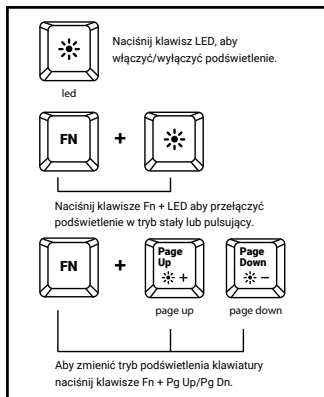 Naciśnij klawisz LED, aby
włączyć/wyłączyć podświetlenie.
led
FN +
Naciśnij klawisze Fn + LED aby przełączyć
podświetlenie w tryb stały lub pulsujący.
FN + Page Up + Page Down −
page up page down
Aby zmienić tryb podświetlenia klawiatury
naciśnij klawisze Fn + Pg Up/Pg Dn.